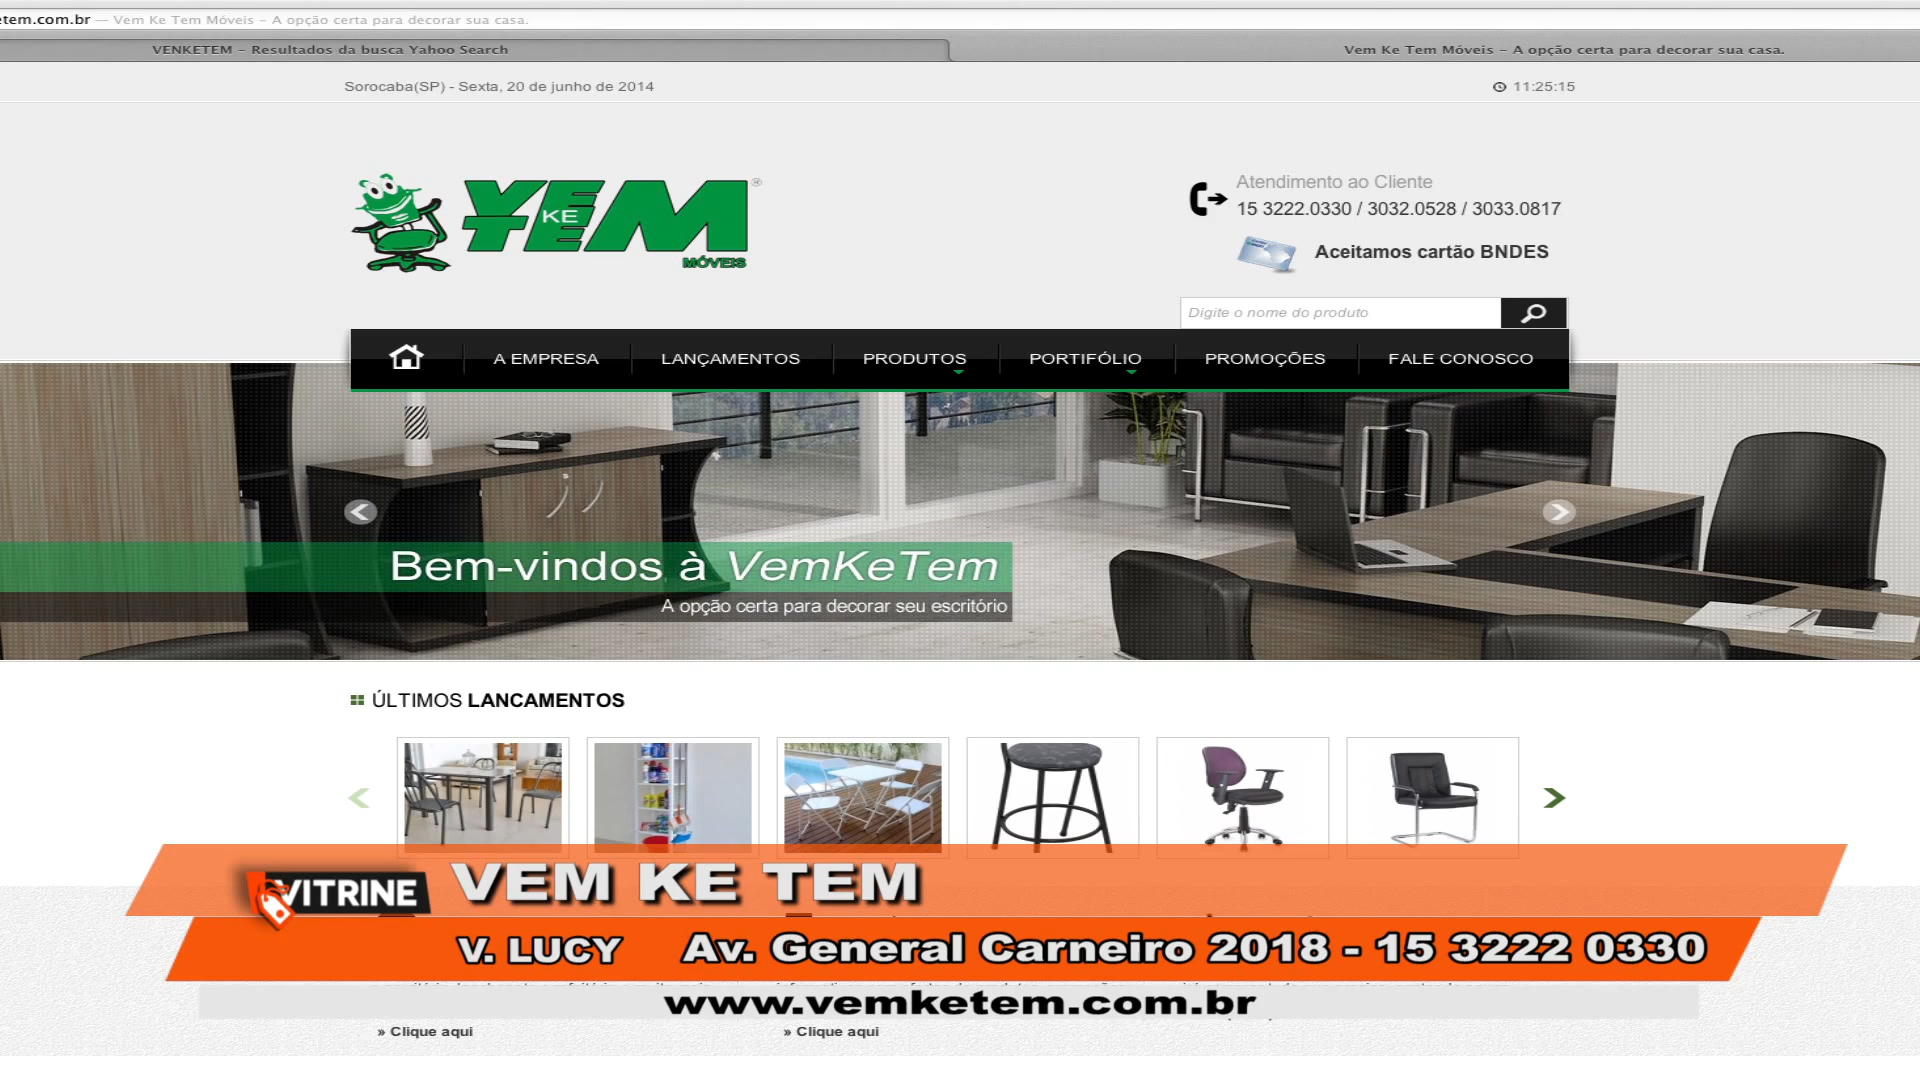 etem.com.br — Vem Ke Tem Móveis – A opção certa para decorar sua casa.
VENKETEM – Resultados da busca Yahoo Search
Vem Ke Tem Móveis – A opção certa para decorar sua casa.
Sorocaba(SP) - Sexta, 20 de junho de 2014
11:25:15
VEM KE TEM ®
MÓVEIS
Atendimento ao Cliente
15 3222.0330 / 3032.0528 / 3033.0817
Aceitamos cartão BNDES
Digite o nome do produto
A EMPRESA
LANÇAMENTOS
PRODUTOS
PORTIFÓLIO
PROMOÇÕES
FALE CONOSCO
Bem-vindos à VemKeTem
A opção certa para decorar seu escritório
ÚLTIMOS LANCAMENTOS
VITRINE
VEM KE TEM
V. LUCY Av. General Carneiro 2018 - 15 3222 0330
www.vemketem.com.br
» Clique aqui
» Clique aqui